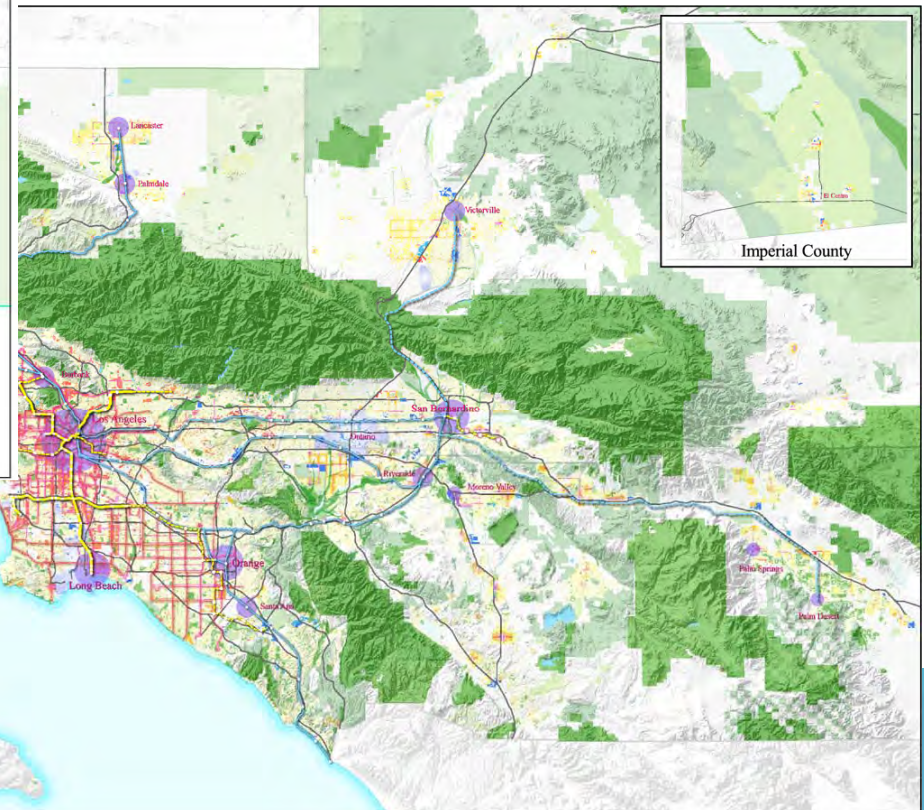 Lancaster
Palmdale
Victorville
El Centro
Imperial County
Burbank
Los Angeles
San Bernardino
Ontario
Riverside
Moreno Valley
Orange
Long Beach
Santa Ana
Palm Springs
Palm Desert